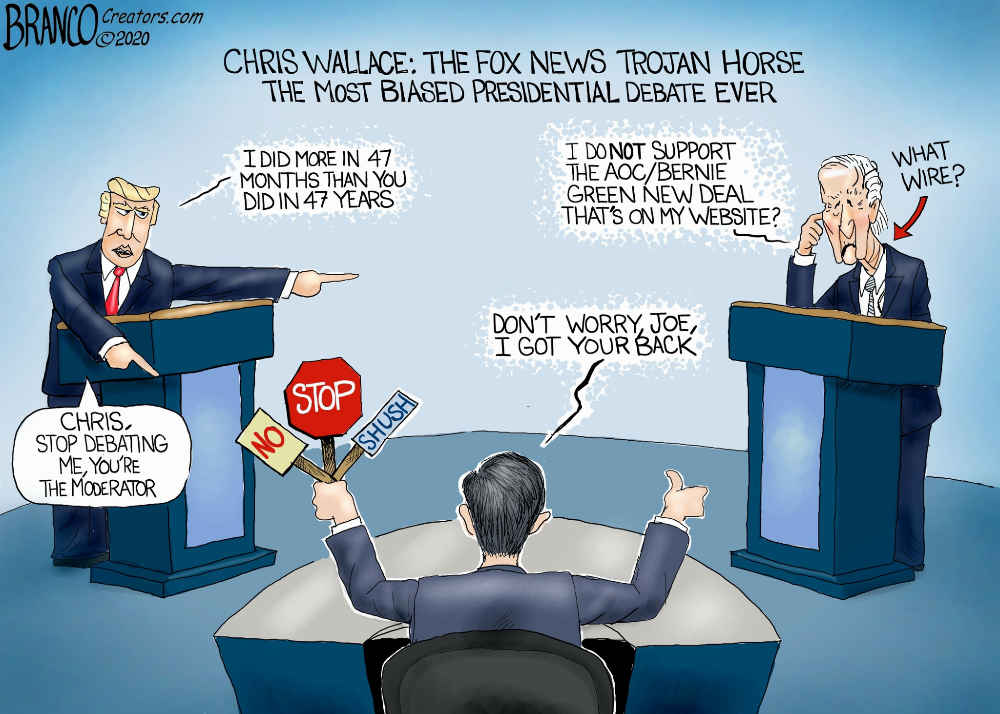 BRANCO Creators.com
©2020
CHRIS WALLACE: THE FOX NEWS TROJAN HORSE
THE MOST BIASED PRESIDENTIAL DEBATE EVER
I DID MORE IN 47
MONTHS THAN YOU
DID IN 47 YEARS
I DO NOT SUPPORT
THE AOC/BERNIE
GREEN NEW DEAL
THAT'S ON MY WEBSITE?
WHAT
WIRE?
DON'T WORRY, JOE,
I GOT YOUR BACK
CHRIS,
STOP DEBATING
ME, YOU'RE
THE MODERATOR
NO
STOP
SHUSH